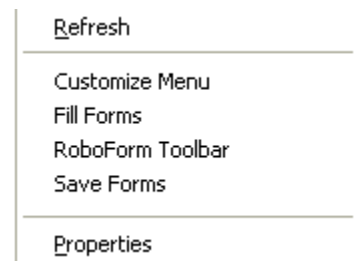 Refresh
Customize Menu
Fill Forms
RoboForm Toolbar
Save Forms
Properties